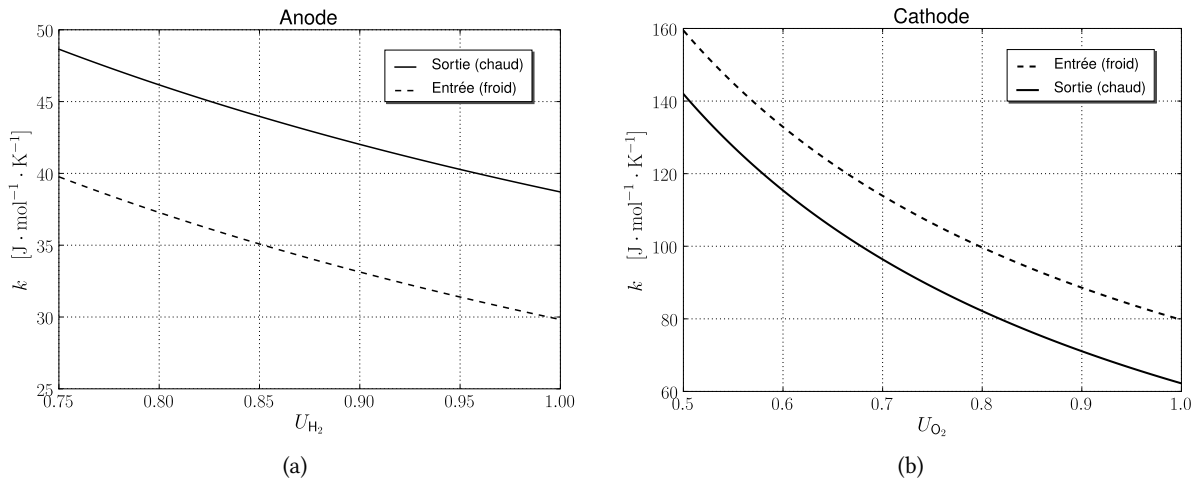 Anode
50
45
40
35
30
25
k [J · mol⁻¹ · K⁻¹]
Sortie (chaud)
Entrée (froid)
0.75 0.80 0.85 0.90 0.95 1.00
U_H₂
(a)
Cathode
160
140
120
100
80
60
k [J · mol⁻¹ · K⁻¹]
Entrée (froid)
Sortie (chaud)
0.5 0.6 0.7 0.8 0.9 1.0
U_O₂
(b)